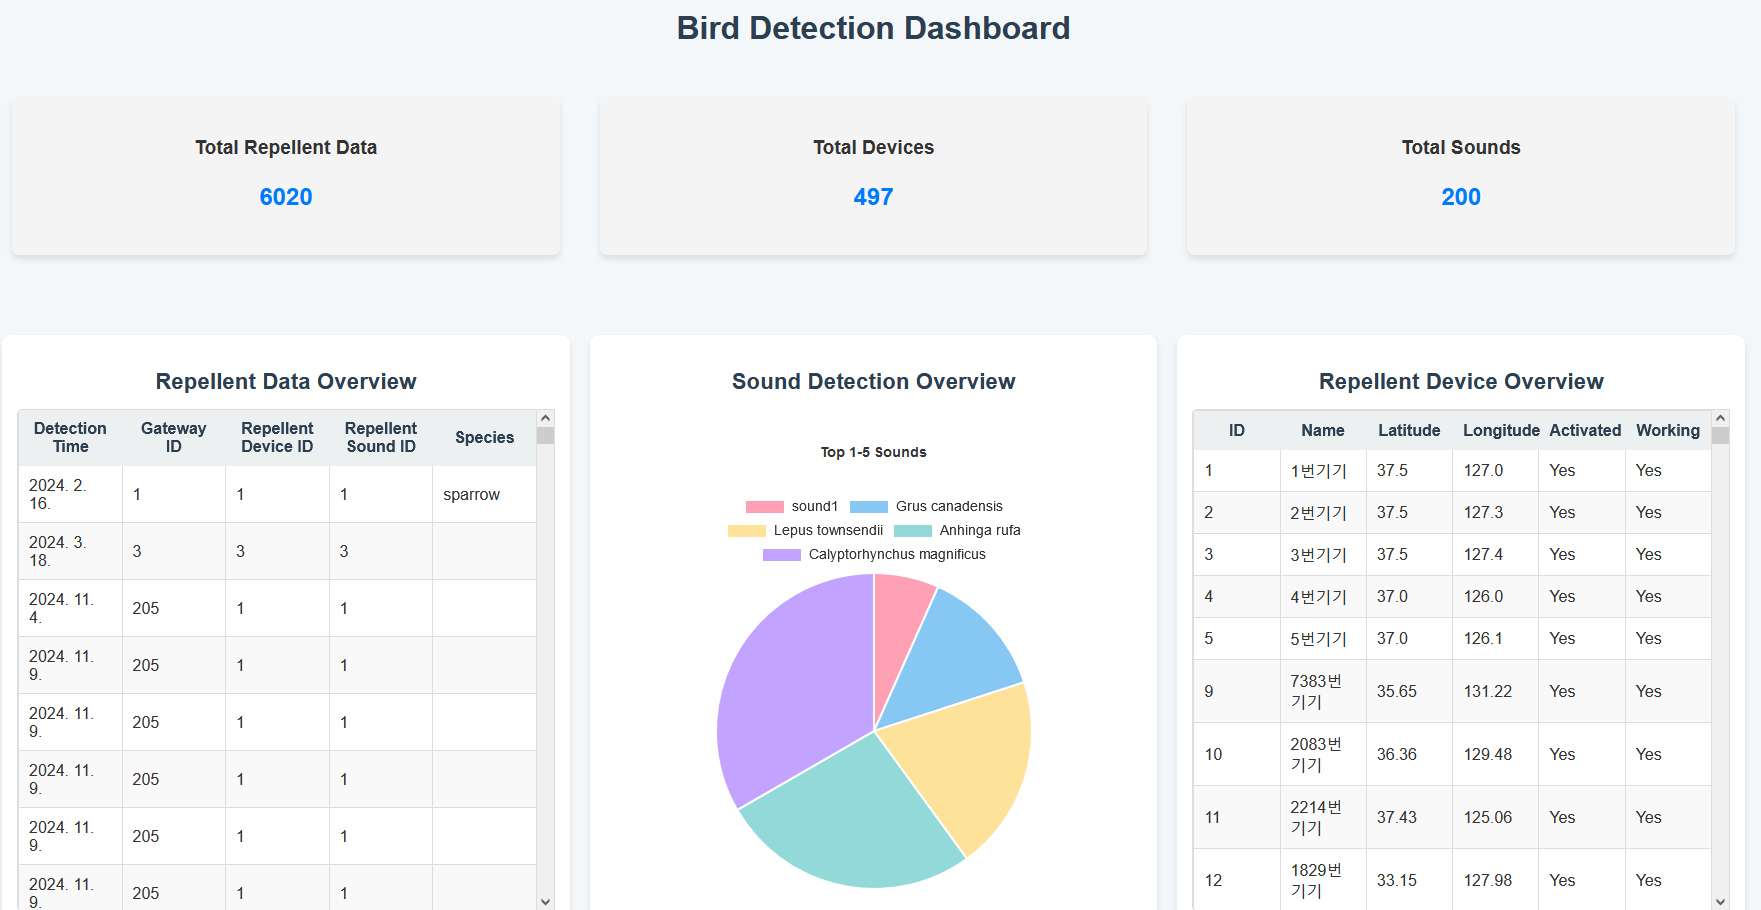 Bird Detection Dashboard
Total Repellent Data
6020
Total Devices
497
Total Sounds
200
Repellent Data Overview
Detection Time Gateway ID Repellent Device ID Repellent Sound ID Species
2024. 2. 16. 1 1 1 sparrow
2024. 3. 18. 3 3 3
2024. 11. 4. 205 1 1
2024. 11. 9. 205 1 1
2024. 11. 9. 205 1 1
2024. 11. 9. 205 1 1
2024. 11. 9. 205 1 1
2024. 11. 9. 205 1 1
Sound Detection Overview
Top 1-5 Sounds
sound1 Grus canadensis
Lepus townsendii Anhinga rufa
Calyptorhynchus magnificus
Repellent Device Overview
ID Name Latitude Longitude Activated Working
1 1번기기 37.5 127.0 Yes Yes
2 2번기기 37.5 127.3 Yes Yes
3 3번기기 37.5 127.4 Yes Yes
4 4번기기 37.0 126.0 Yes Yes
5 5번기기 37.0 126.1 Yes Yes
9 7383번기기 35.65 131.22 Yes Yes
10 2083번기기 36.36 129.48 Yes Yes
11 2214번기기 37.43 125.06 Yes Yes
12 1829번기기 33.15 127.98 Yes Yes